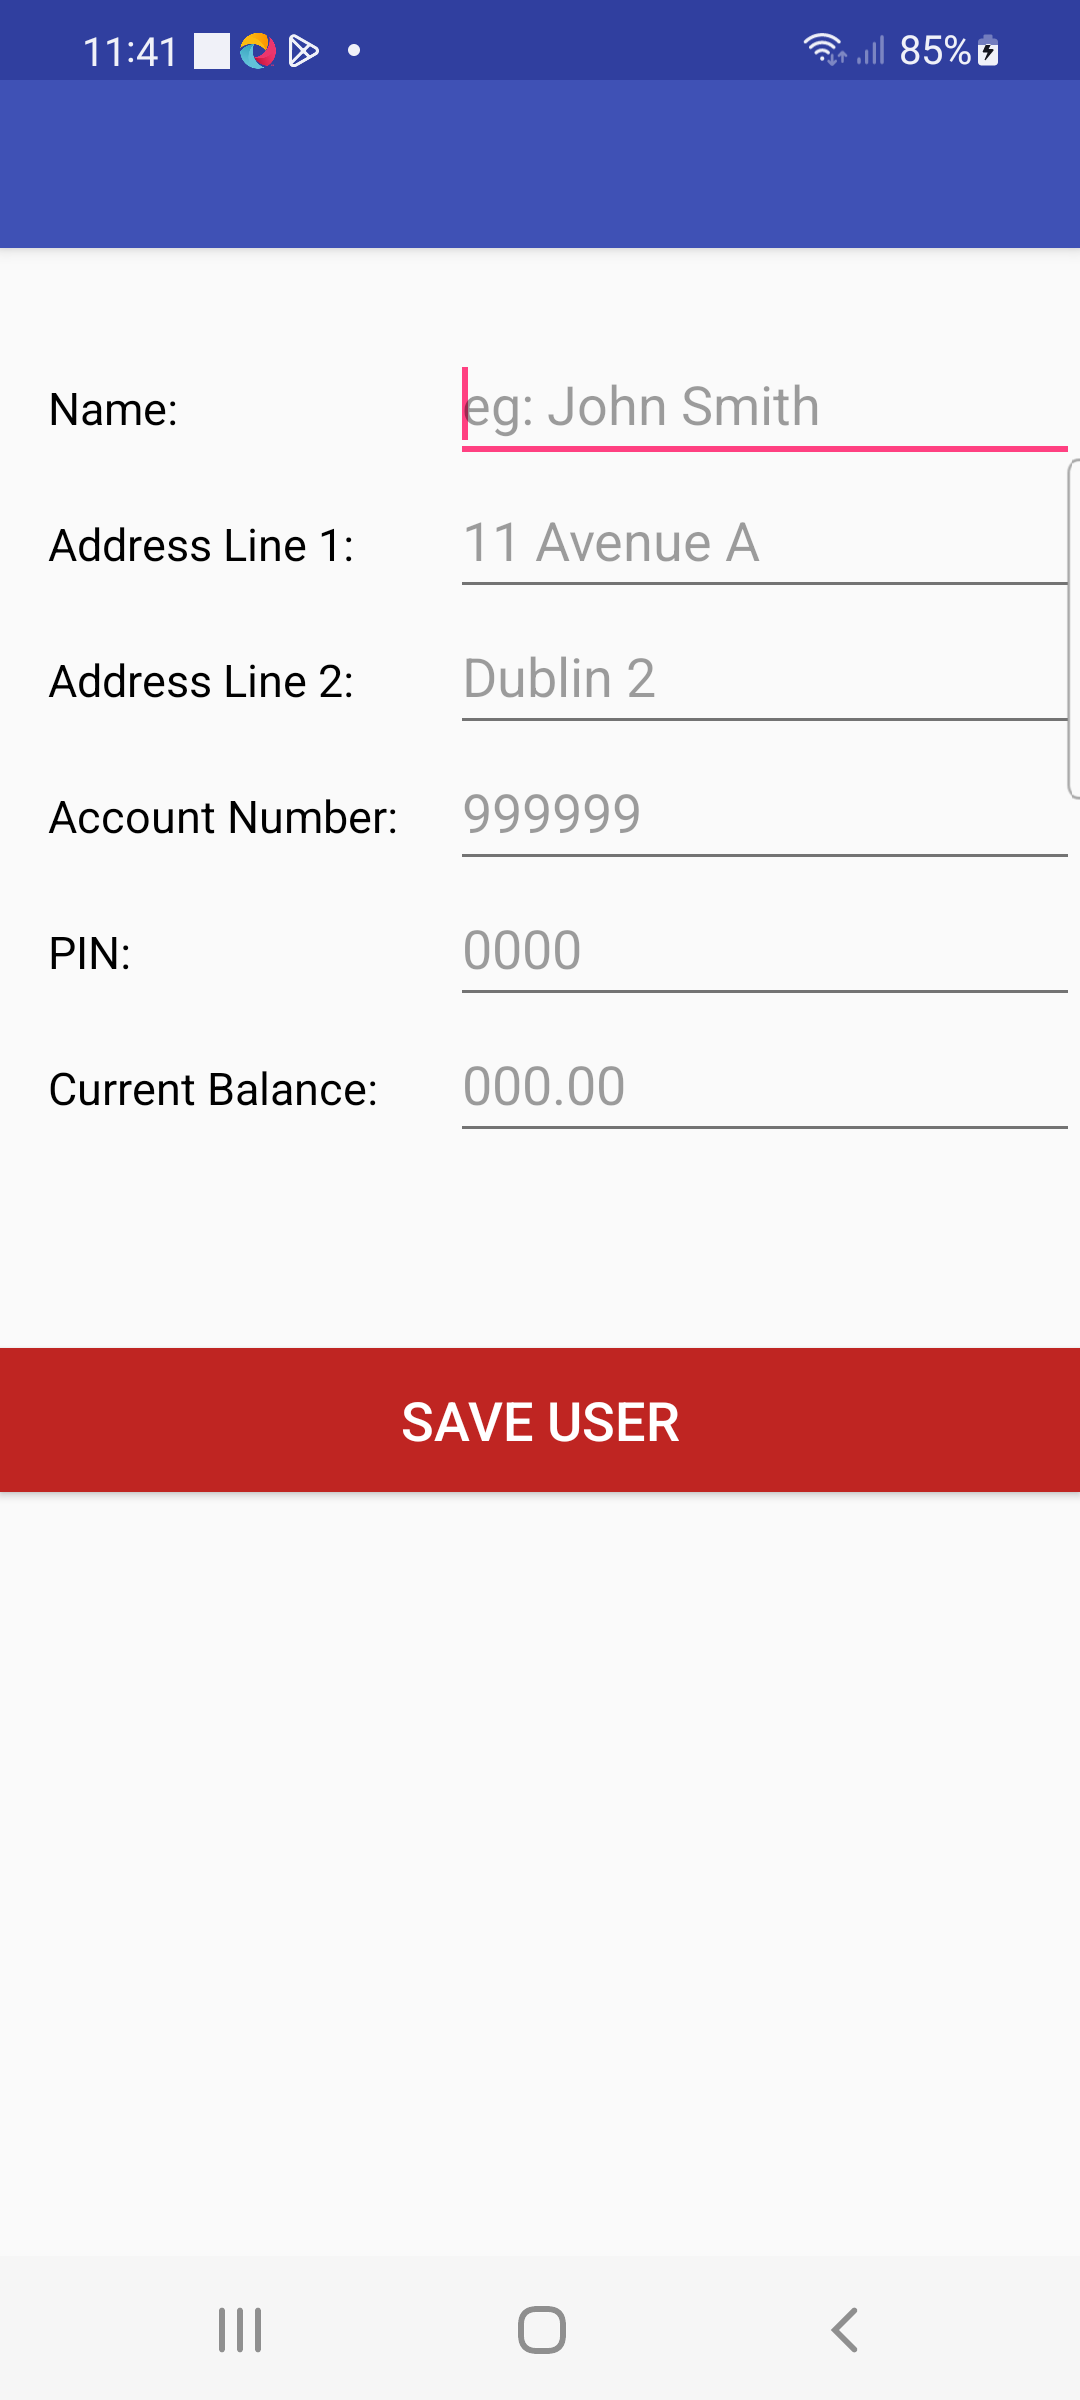 11:41 85%
Name: eg: John Smith
Address Line 1: 11 Avenue A
Address Line 2: Dublin 2
Account Number: 999999
PIN: 0000
Current Balance: 000.00
SAVE USER